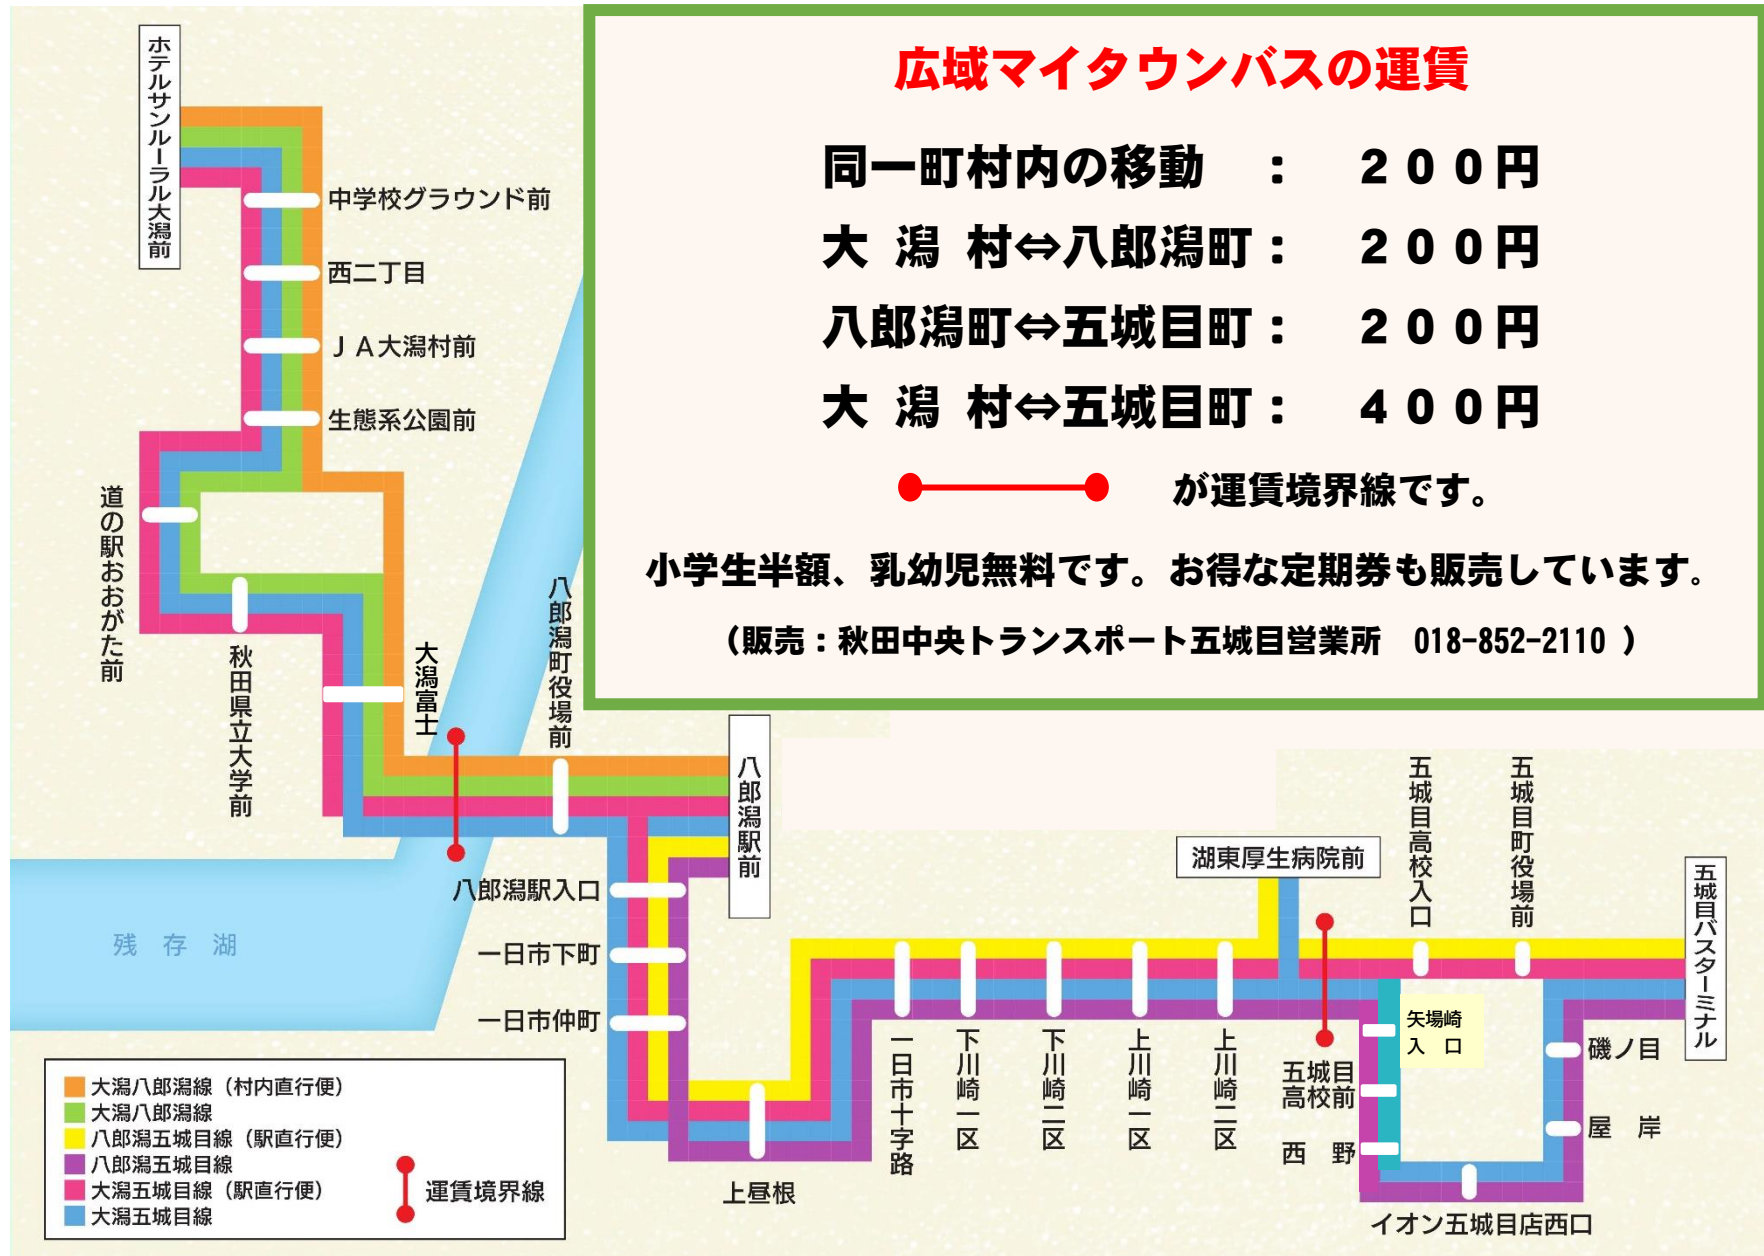 広域マイタウンバスの運賃
同一町村内の移動　：　２００円
大 潟 村⇔八郎潟町：　２００円
八郎潟町⇔五城目町：　２００円
大 潟 村⇔五城目町：　４００円
が運賃境界線です。
小学生半額、乳幼児無料です。お得な定期券も販売しています。
（販売：秋田中央トランスポート五城目営業所　018-852-2110 ）
ホテルサンルーラル大潟前
中学校グラウンド前
西二丁目
ＪＡ大潟村前
生態系公園前
道の駅おおがた前
秋田県立大学前
大潟富士
八郎潟町役場前
八郎潟駅前
八郎潟駅入口
一日市下町
一日市仲町
残 存 湖
上昼根
一日市十字路
下川崎一区
下川崎二区
上川崎一区
上川崎二区
湖東厚生病院前
五城目高校入口
五城目町役場前
五城目バスターミナル
矢場崎
入　口
五城目
高校前
西　野
磯ノ目
屋　岸
イオン五城目店西口
大潟八郎潟線（村内直行便）
大潟八郎潟線
八郎潟五城目線（駅直行便）
八郎潟五城目線
大潟五城目線（駅直行便）
大潟五城目線
運賃境界線